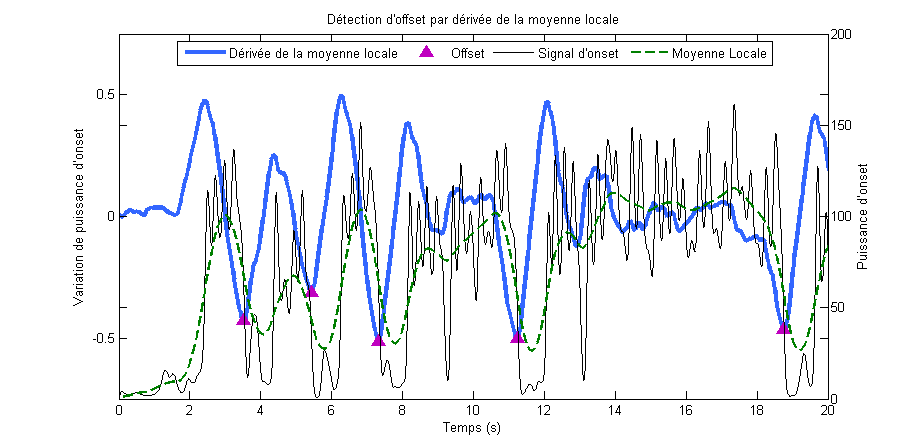 Détection d'offset par dérivée de la moyenne locale
Dérivée de la moyenne locale Offset Signal d'onset Moyenne Locale
Variation de puissance d'onset
0.5
0
-0.5
200
150
100
50
0
Puissance d'onset
0 2 4 6 8 10 12 14 16 18 20
Temps (s)